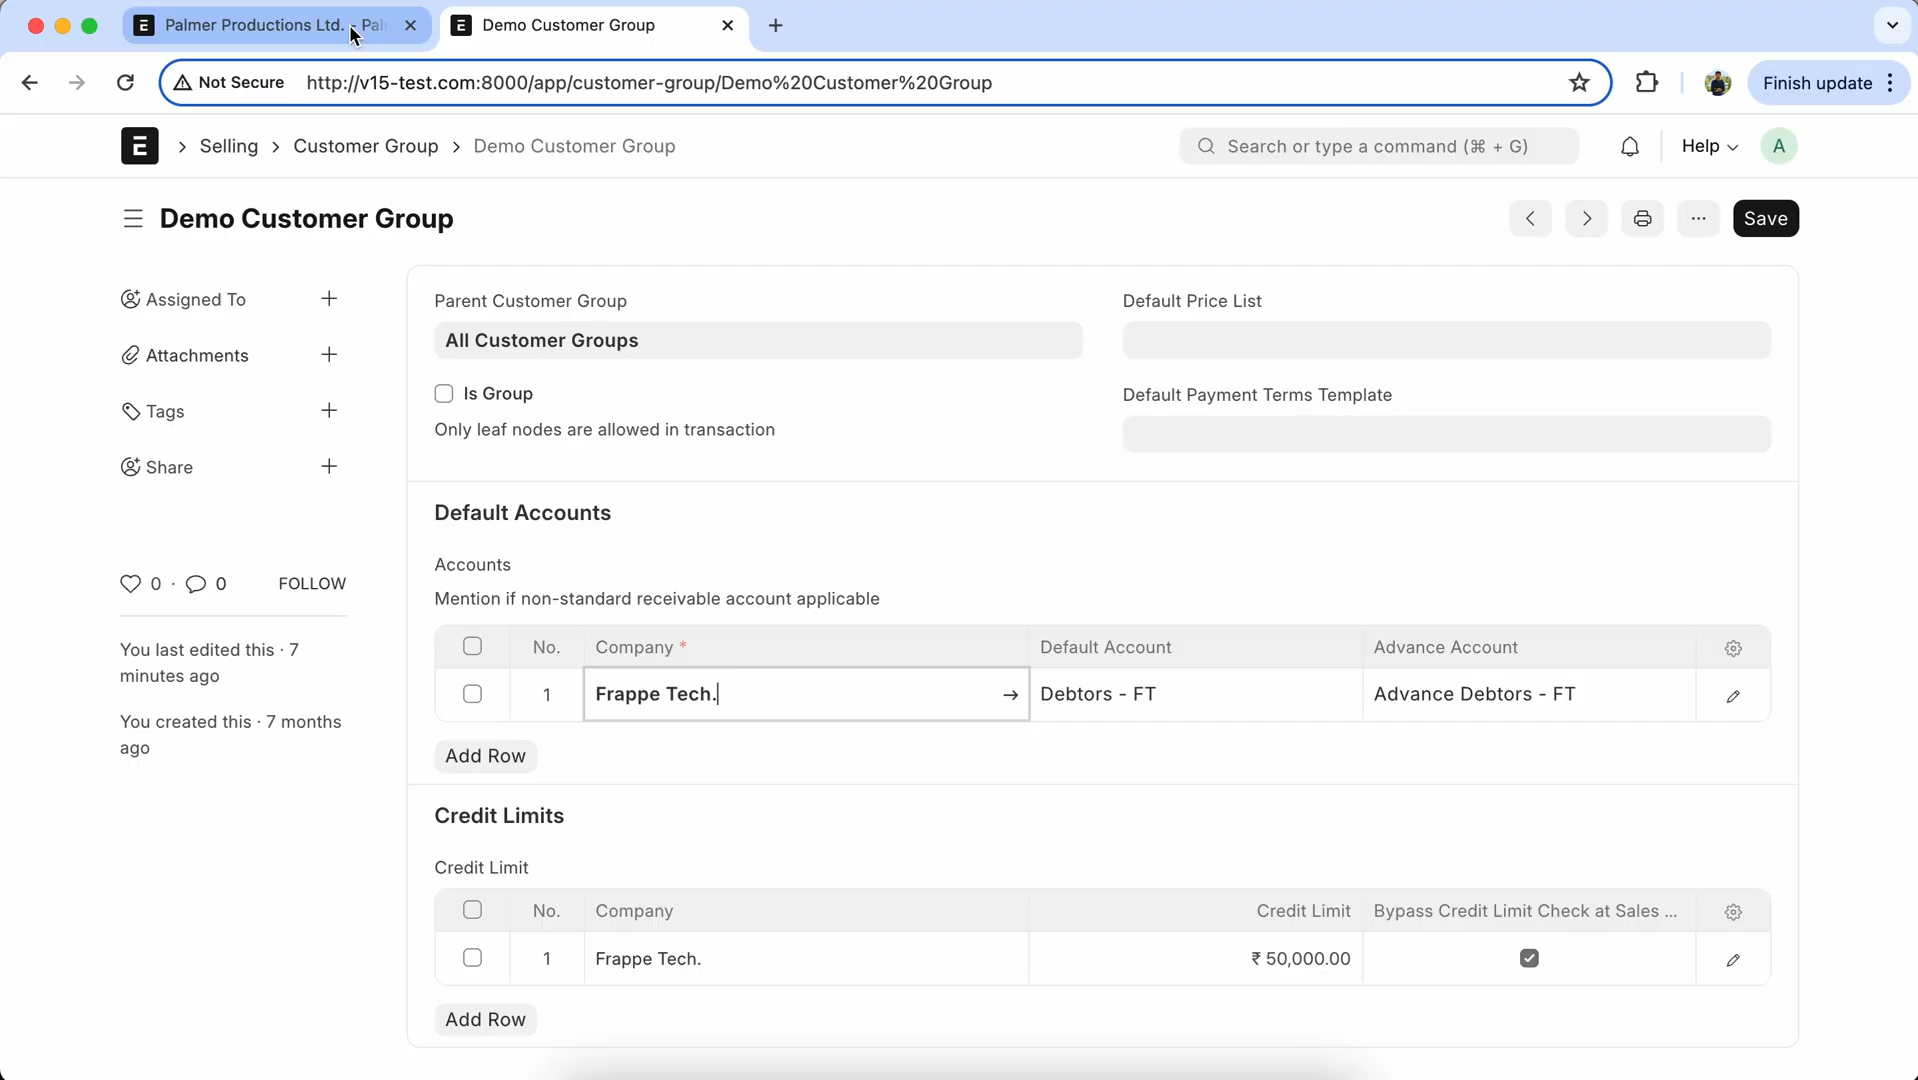 Palmer Productions Ltd. - Pal
Demo Customer Group
Not Secure
http://v15-test.com:8000/app/customer-group/Demo%20Customer%20Group
Finish update
E
Selling
Customer Group
Demo Customer Group
Search or type a command (⌘ + G)
Help
A
Demo Customer Group
Save
Assigned To
Attachments
Tags
Share
0 · 0
FOLLOW
You last edited this · 7
minutes ago
You created this · 7 months
ago
Parent Customer Group
All Customer Groups
Is Group
Only leaf nodes are allowed in transaction
Default Price List
Default Payment Terms Template
Default Accounts
Accounts
Mention if non-standard receivable account applicable
No. Company * Default Account Advance Account
1 Frappe Tech. Debtors - FT Advance Debtors - FT
Add Row
Credit Limits
Credit Limit
No. Company Credit Limit Bypass Credit Limit Check at Sales ...
1 Frappe Tech. ₹ 50,000.00
Add Row